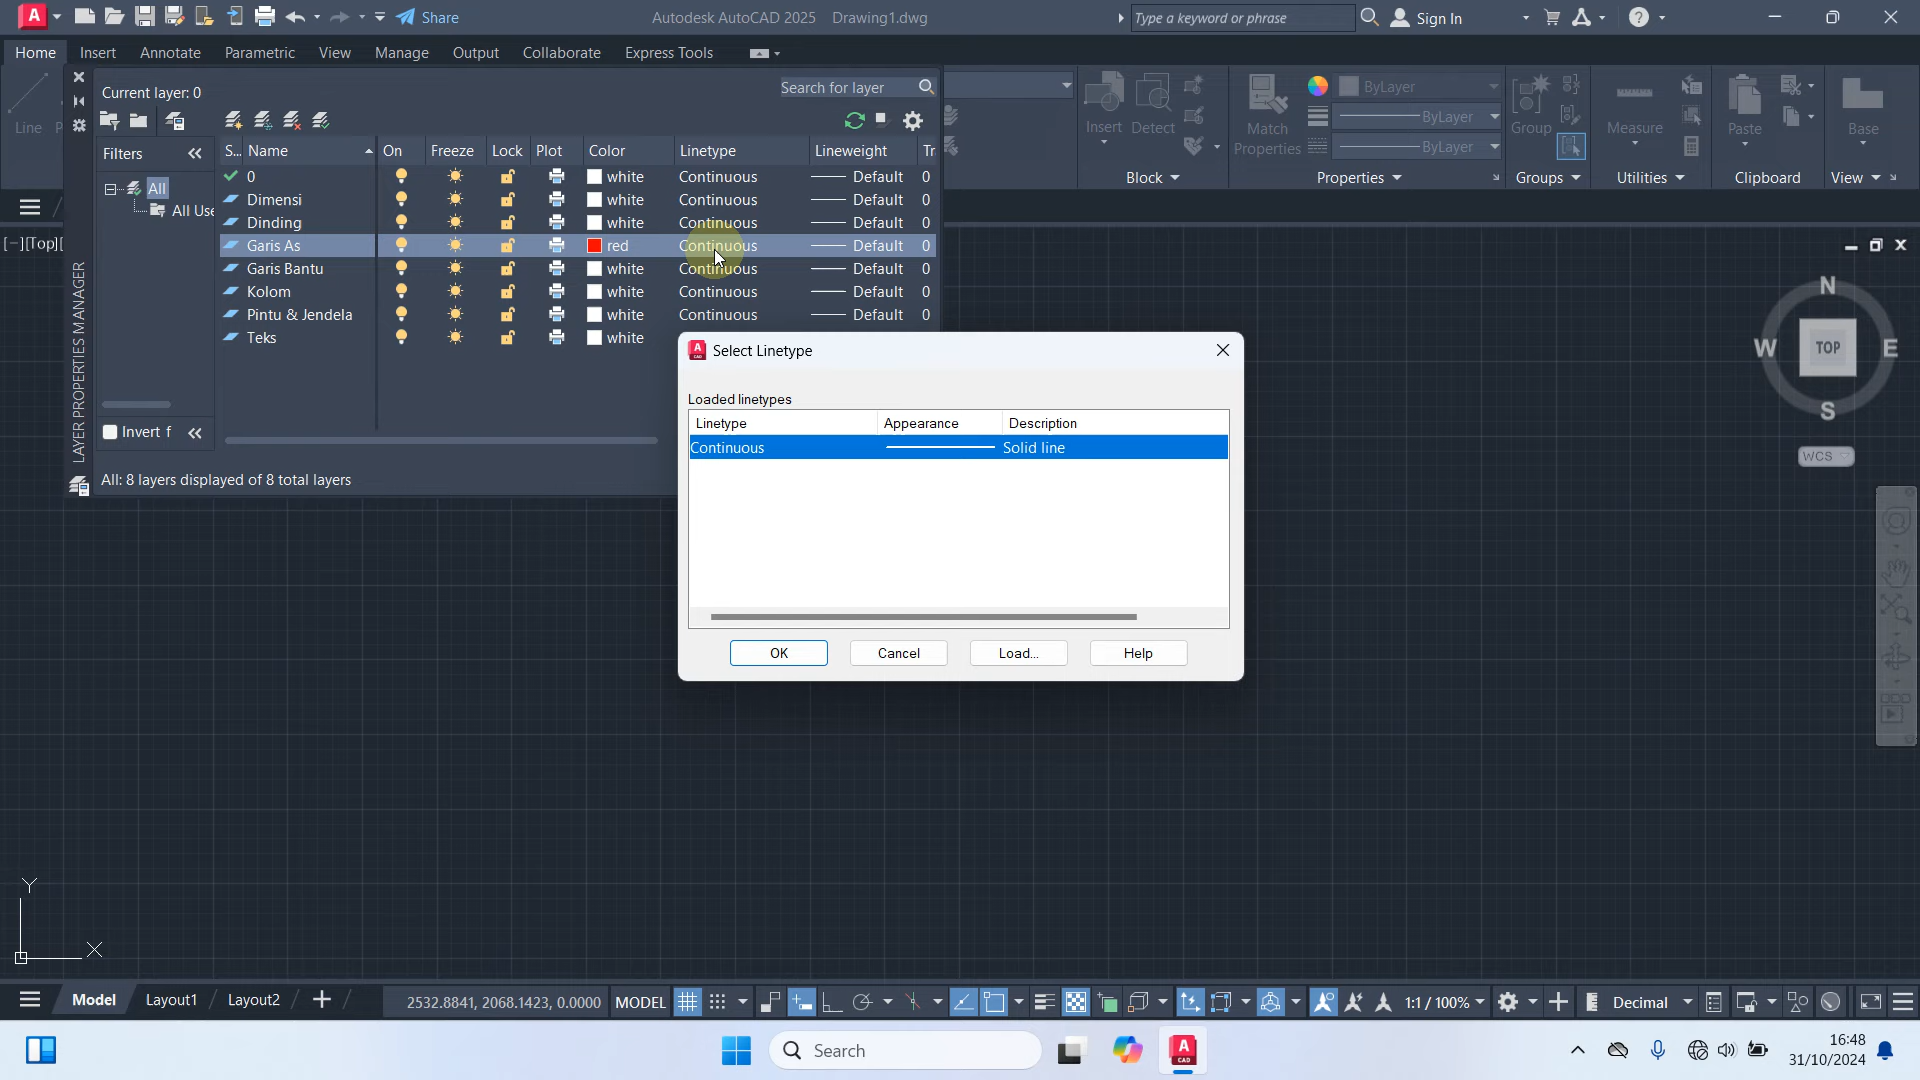 Share
Autodesk AutoCAD 2025 Drawing1.dwg
Type a keyword or phrase
Sign In
Home Insert Annotate Parametric View Manage Output Collaborate Express Tools
Current layer: 0
Search for layer
ByLayer
ByLayer
ByLayer
Line
Insert
Detect
Match Properties
Group
Measure
Paste
Base
Block
Properties
Groups
Utilities
Clipboard
View
Filters
S... Name On Freeze Lock Plot Color Linetype Lineweight Tr
All
All Use
0 white Continuous Default 0
Dimensi white Continuous Default 0
Dinding white Continuous Default 0
Garis As red Continuous Default 0
Garis Bantu white Continuous Default 0
Kolom white Continuous Default 0
Pintu & Jendela white Continuous Default 0
Teks white
Invert f
All: 8 layers displayed of 8 total layers
LAYER PROPERTIES MANAGER
[−][Top][
Select Linetype
Loaded linetypes
Linetype Appearance Description
Continuous Solid line
OK Cancel Load... Help
N
W TOP E
S
WCS
Y
X
Model Layout1 Layout2
2532.8841, 2068.1423, 0.0000 MODEL
1:1 / 100%
Decimal
Search
A CAD
16:48
31/10/2024